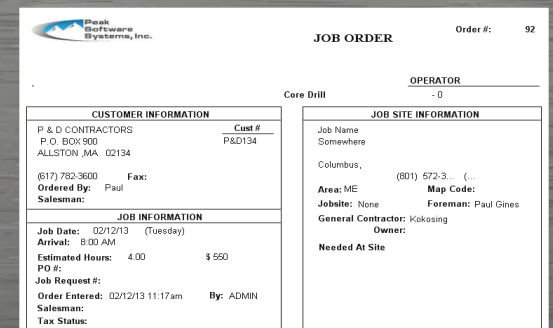 Peak
Software
Systems, Inc.
JOB ORDER
Order #: 92
OPERATOR
Core Drill - 0
CUSTOMER INFORMATION
P & D CONTRACTORS Cust #
P.O. BOX 900 P&D134
ALLSTON ,MA 02134
(617) 782-3600 Fax:
Ordered By: Paul
Salesman:
JOB INFORMATION
Job Date: 02/12/13 (Tuesday)
Arrival: 8:00 AM
Estimated Hours: 4.00 $ 550
PO #:
Job Request #:
Order Entered: 02/12/13 11:17am By: ADMIN
Salesman:
Tax Status:
JOB SITE INFORMATION
Job Name
Somewhere
Columbus,
(801) 572-3... (...
Area: ME Map Code:
Jobsite: None Foreman: Paul Gines
General Contractor: Kokosing
Owner:
Needed At Site